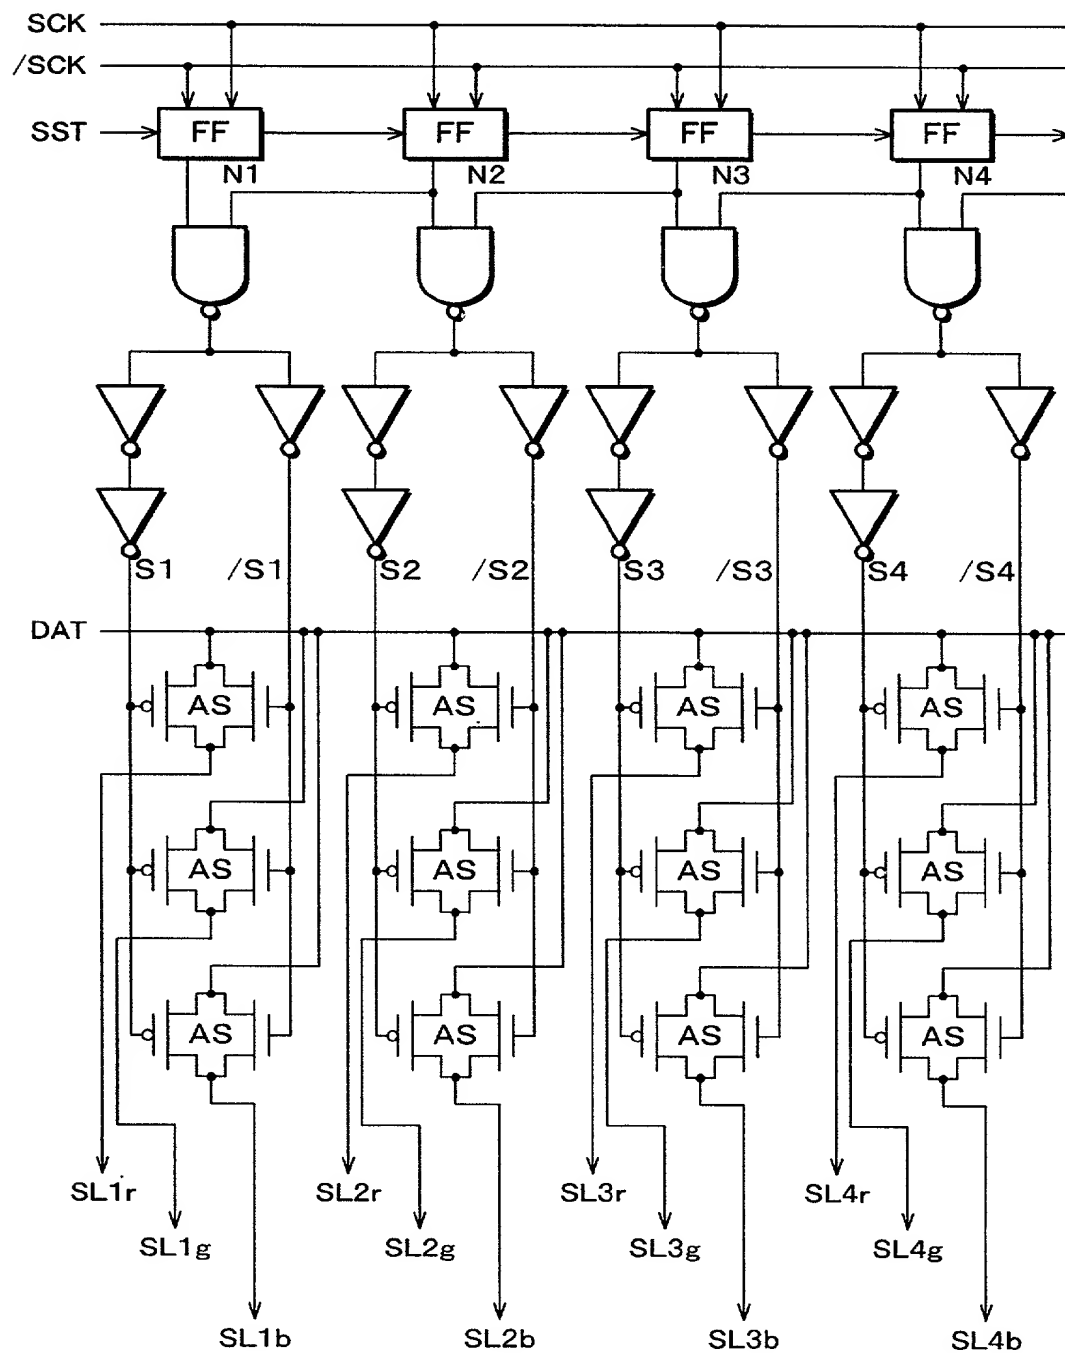 SCK
/SCK
SST FF FF FF FF
N1 N2 N3 N4
S1 /S1 S2 /S2 S3 /S3 S4 /S4
DAT
AS AS AS AS
AS AS AS AS
AS AS AS AS
SL1r SL2r SL3r SL4r
SL1g SL2g SL3g SL4g
SL1b SL2b SL3b SL4b